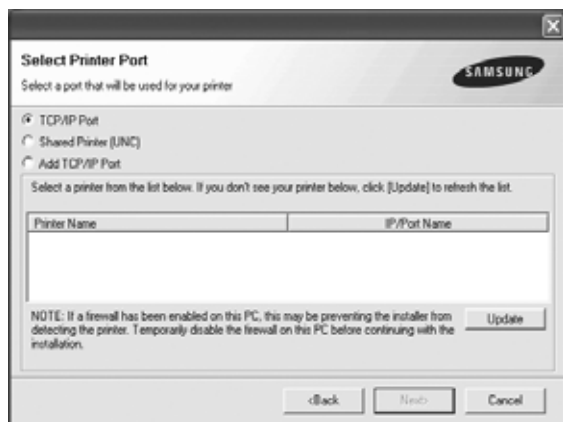 Select Printer Port
Select a port that will be used for your printer
SAMSUNG
TCP/IP Port
Shared Printer (UNC)
Add TCP/IP Port
Select a printer from the list below. If you don't see your printer below, click [Update] to refresh the list.
Printer Name IP/Port Name
NOTE: If a firewall has been enabled on this PC, this may be preventing the installer from
detecting the printer. Temporarily disable the firewall on this PC before continuing with the
installation.
Update
<Back Next> Cancel